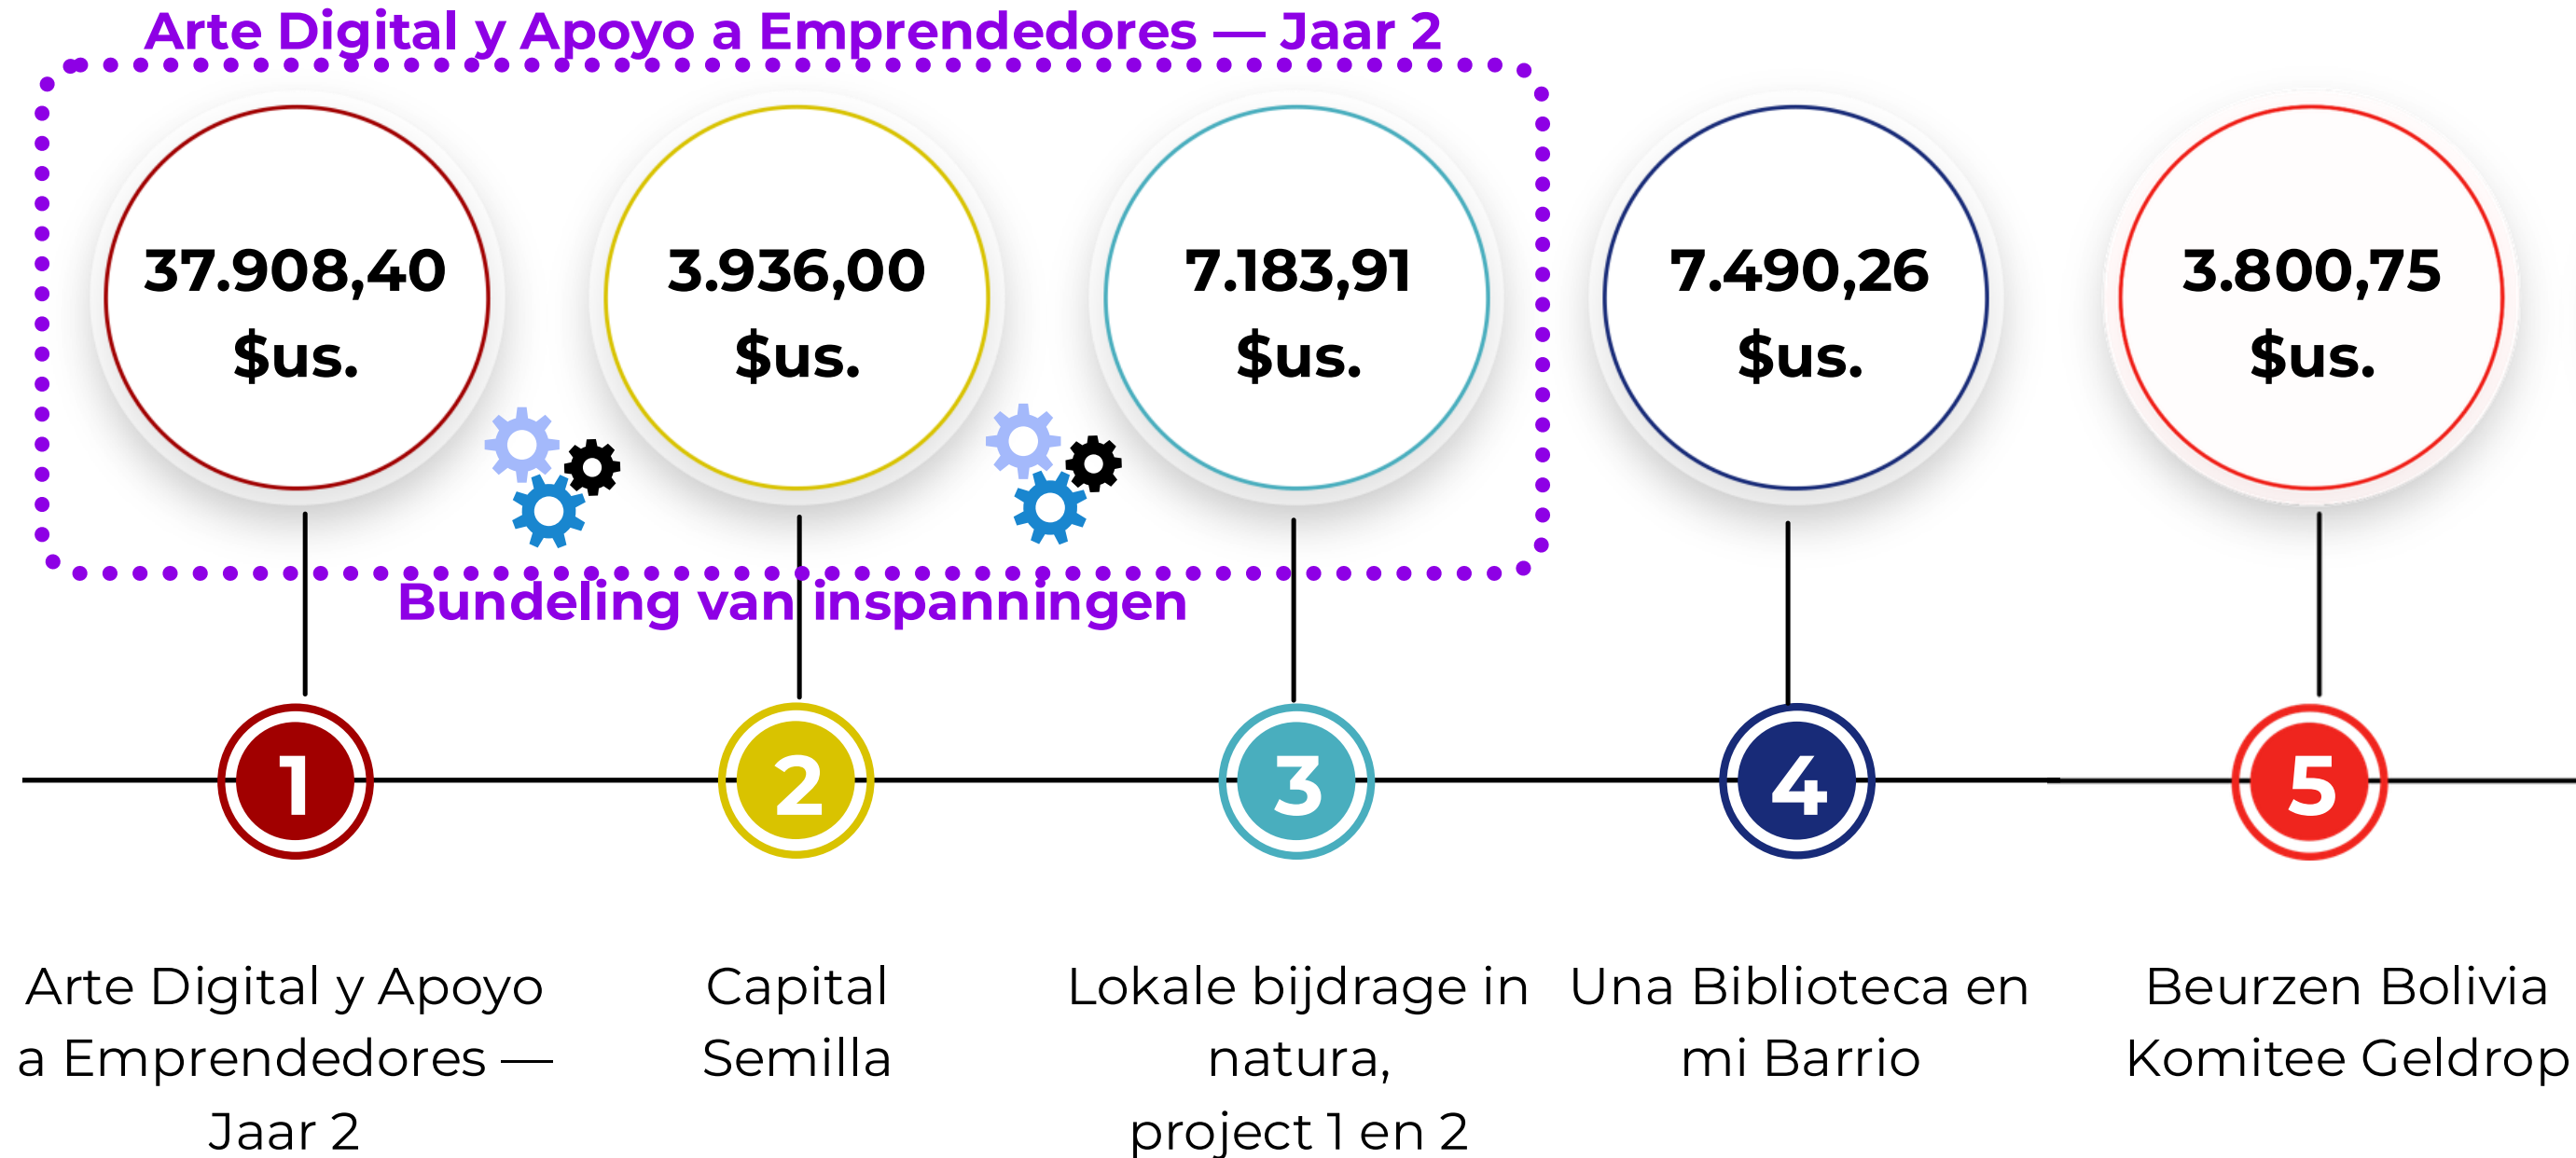 Arte Digital y Apoyo a Emprendedores — Jaar 2
37.908,40
$us.
3.936,00
$us.
7.183,91
$us.
7.490,26
$us.
3.800,75
$us.
Bundeling van inspanningen
1
2
3
4
5
Arte Digital y Apoyo
a Emprendedores —
Jaar 2
Capital
Semilla
Lokale bijdrage in
natura,
project 1 en 2
Una Biblioteca en
mi Barrio
Beurzen Bolivia
Komitee Geldrop